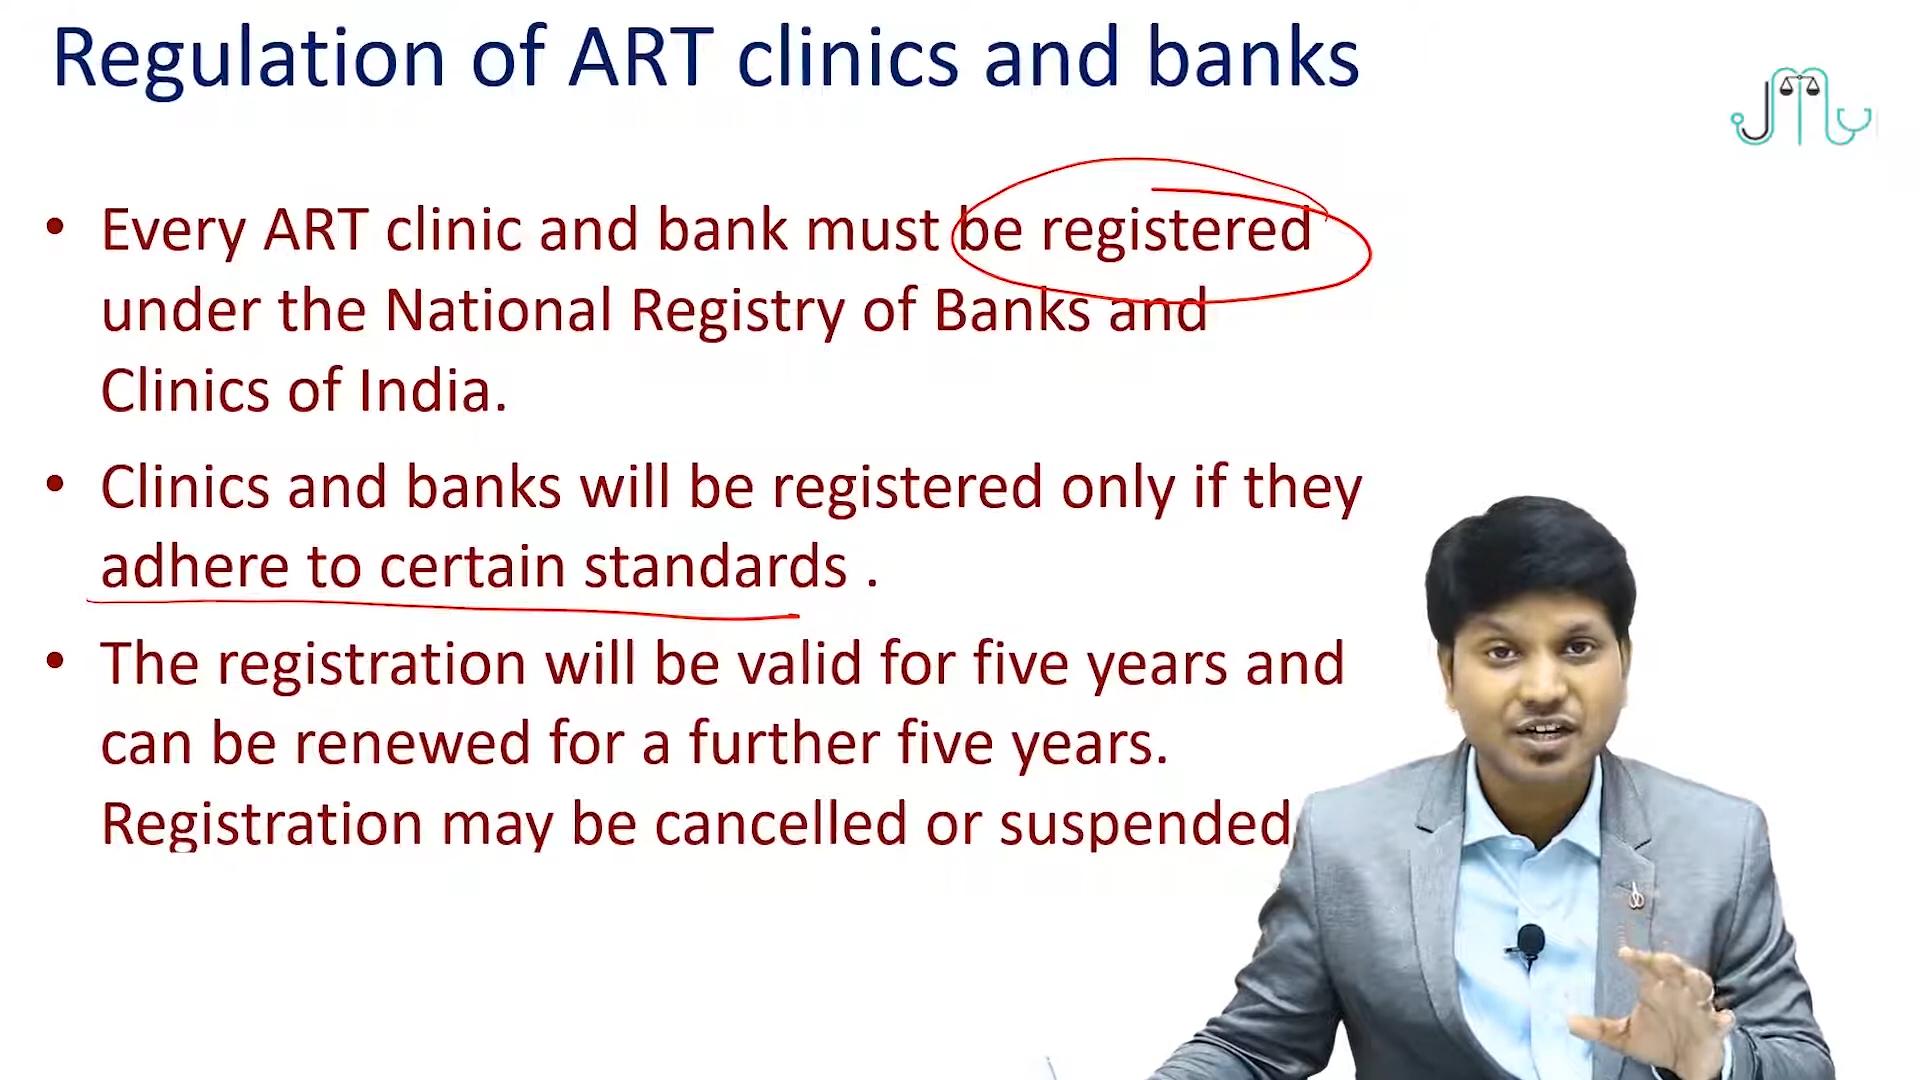 Regulation of ART clinics and banks
• Every ART clinic and bank must be registered
under the National Registry of Banks and
Clinics of India.
• Clinics and banks will be registered only if they
adhere to certain standards .
• The registration will be valid for five years and
can be renewed for a further five years.
Registration may be cancelled or suspended